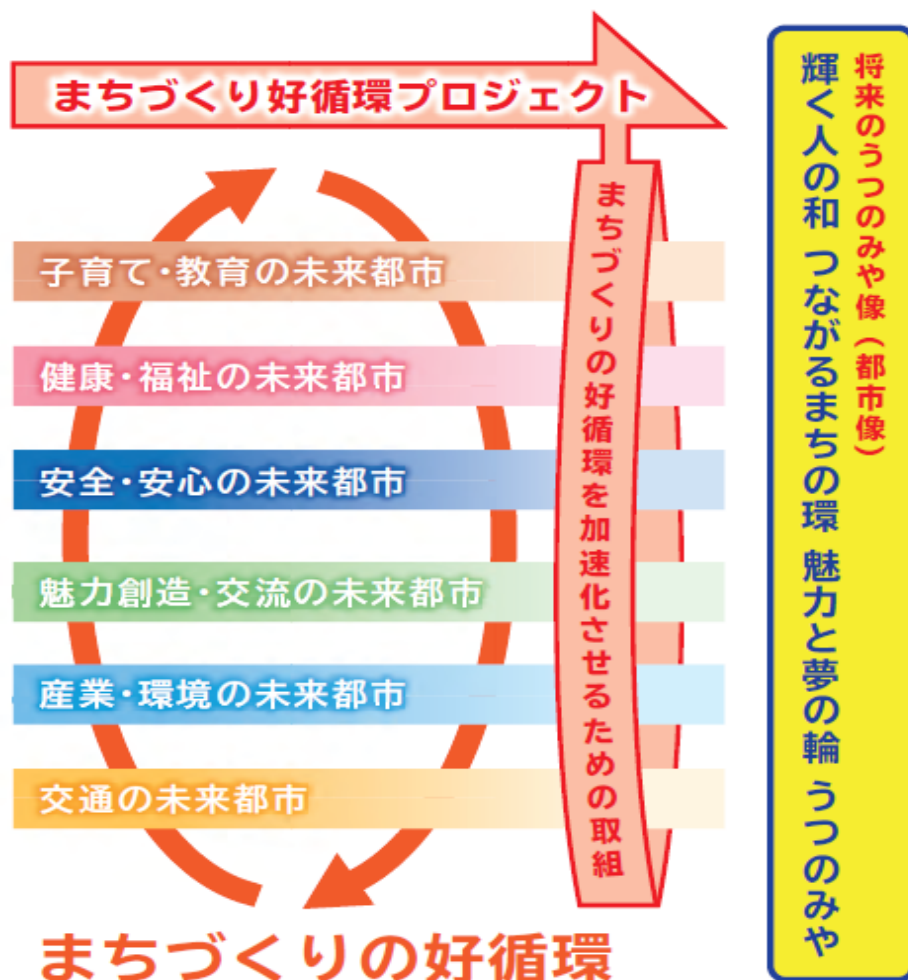 まちづくり好循環プロジェクト
子育て・教育の未来都市
健康・福祉の未来都市
安全・安心の未来都市
魅力創造・交流の未来都市
産業・環境の未来都市
交通の未来都市
まちづくりの好循環を加速化させるための取組
まちづくりの好循環
将来のうつのみや像（都市像）
輝く人の和 つながるまちの環 魅力と夢の輪 うつのみや